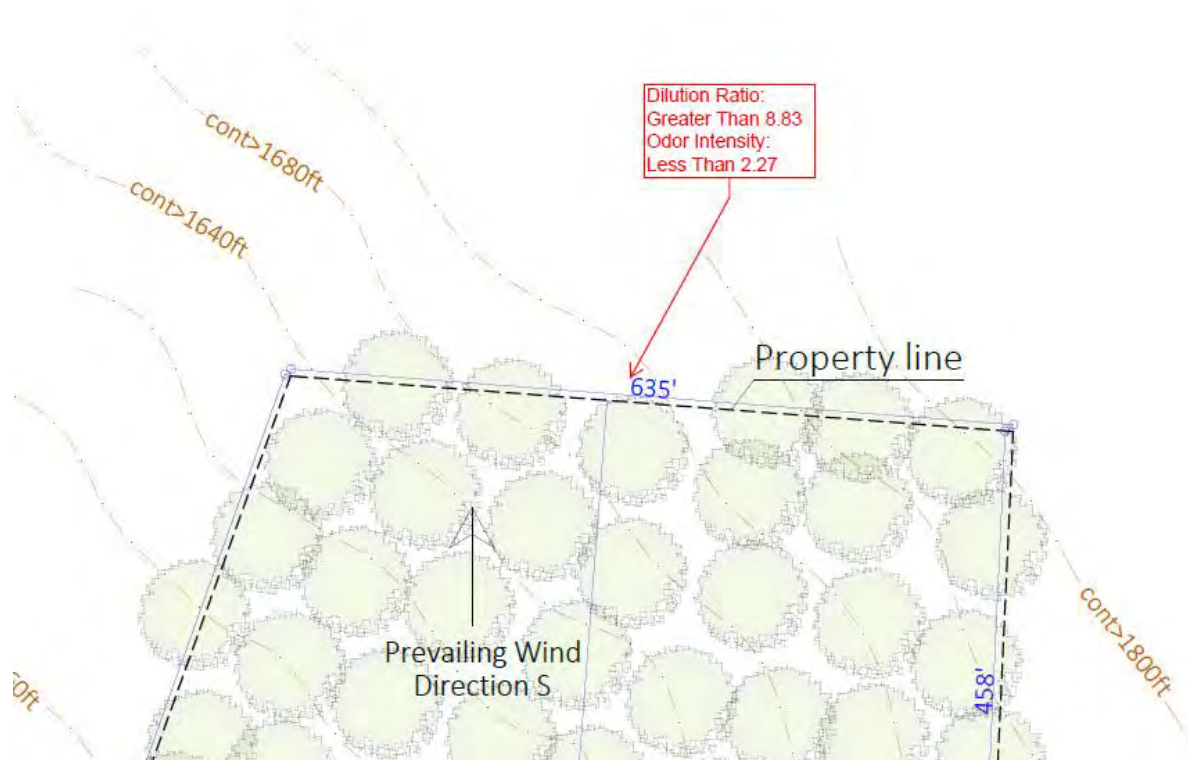 Dilution Ratio:
Greater Than 8.83
Odor Intensity:
Less Than 2.27
cont>1680ft
cont>1640ft
Property line
635'
cont>1800ft
Prevailing Wind
Direction S
458'
0ft